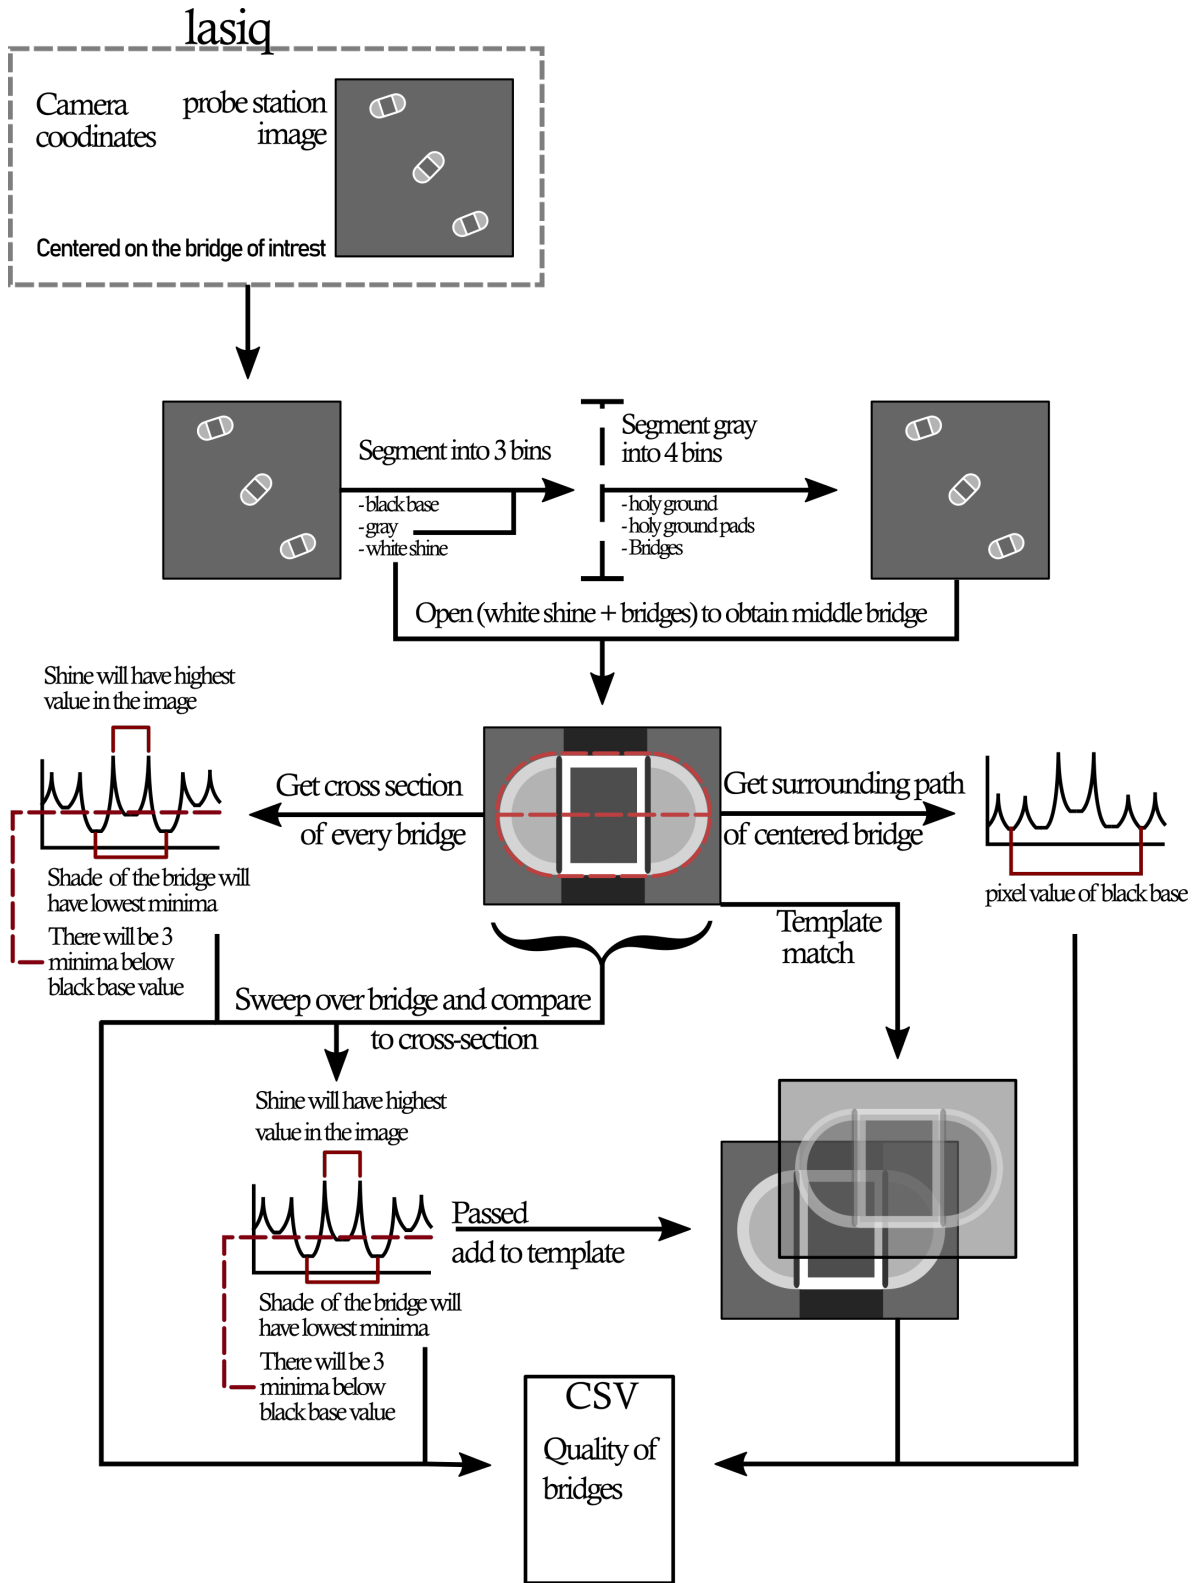 lasiq
Camera
coodinates
probe station
image
Centered on the bridge of intrest
Segment into 3 bins
- black base
- gray
- white shine
Segment gray
into 4 bins
- holy ground
- holy ground pads
- Bridges
Open (white shine + bridges) to obtain middle bridge
Shine will have highest
value in the image
Get cross section
of every bridge
Get surrounding path
of centered bridge
Shade of the bridge will
have lowest minima
There will be 3
minima below
black base value
pixel value of black base
Template
match
Sweep over bridge and compare
to cross-section
Shine will have highest
value in the image
Passed
add to template
Shade of the bridge will
have lowest minima
There will be 3
minima below
black base value
CSV
Quality of
bridges